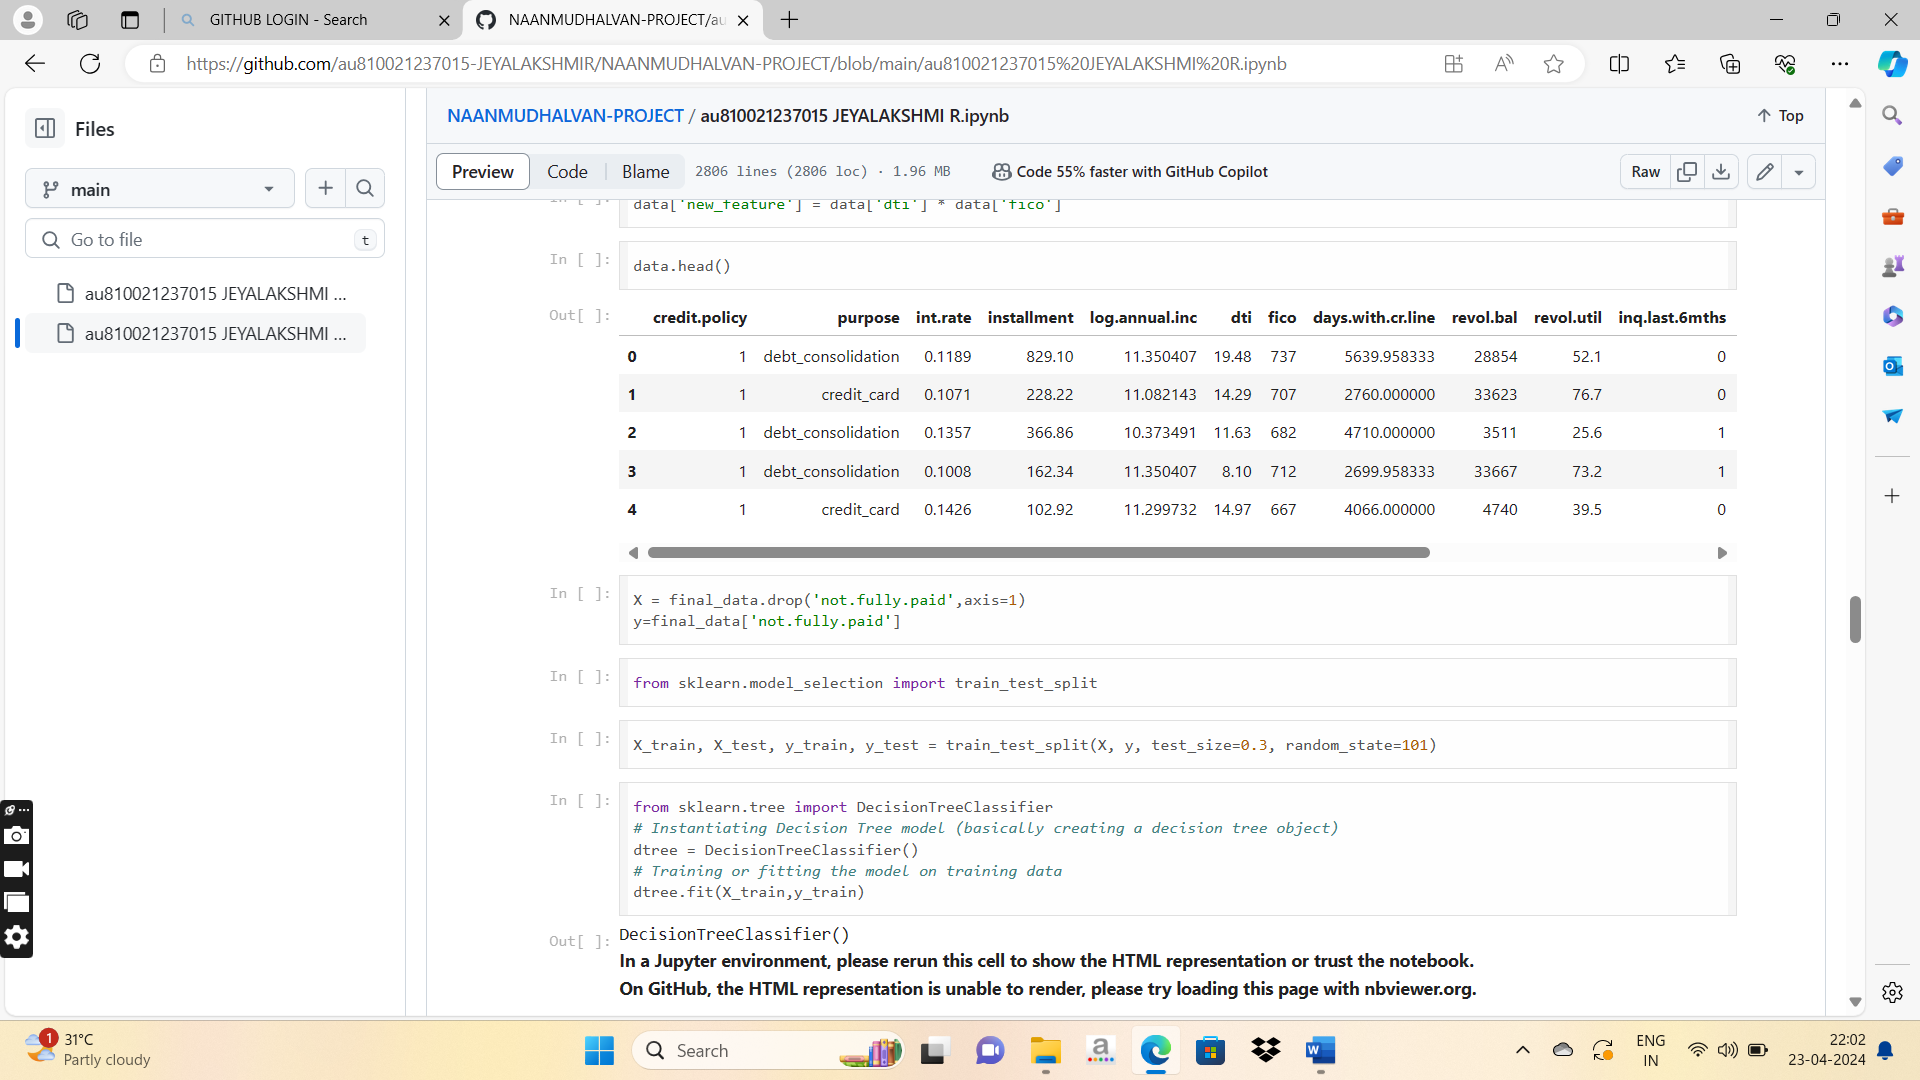 GITHUB LOGIN - Search
NAANMUDHALVAN-PROJECT/au
https://github.com/au810021237015-JEYALAKSHMIR/NAANMUDHALVAN-PROJECT/blob/main/au810021237015%20JEYALAKSHMI%20R.ipynb
Files
main
Go to file
t
au810021237015 JEYALAKSHMI ...
au810021237015 JEYALAKSHMI ...
NAANMUDHALVAN-PROJECT / au810021237015 JEYALAKSHMI R.ipynb
Top
Preview Code Blame 2806 lines (2806 loc) · 1.96 MB Code 55% faster with GitHub Copilot Raw
In [ ]: data['new_feature'] = data['dti'] * data['fico']
In [ ]: data.head()
Out[ ]: credit.policy purpose int.rate installment log.annual.inc dti fico days.with.cr.line revol.bal revol.util inq.last.6mths
0 1 debt_consolidation 0.1189 829.10 11.350407 19.48 737 5639.958333 28854 52.1 0
1 1 credit_card 0.1071 228.22 11.082143 14.29 707 2760.000000 33623 76.7 0
2 1 debt_consolidation 0.1357 366.86 10.373491 11.63 682 4710.000000 3511 25.6 1
3 1 debt_consolidation 0.1008 162.34 11.350407 8.10 712 2699.958333 33667 73.2 1
4 1 credit_card 0.1426 102.92 11.299732 14.97 667 4066.000000 4740 39.5 0
In [ ]: X = final_data.drop('not.fully.paid',axis=1)
y=final_data['not.fully.paid']
In [ ]: from sklearn.model_selection import train_test_split
In [ ]: X_train, X_test, y_train, y_test = train_test_split(X, y, test_size=0.3, random_state=101)
In [ ]: from sklearn.tree import DecisionTreeClassifier
# Instantiating Decision Tree model (basically creating a decision tree object)
dtree = DecisionTreeClassifier()
# Training or fitting the model on training data
dtree.fit(X_train,y_train)
Out[ ]: DecisionTreeClassifier()
In a Jupyter environment, please rerun this cell to show the HTML representation or trust the notebook.
On GitHub, the HTML representation is unable to render, please try loading this page with nbviewer.org.
1
31°C
Partly cloudy
Search
ENG
IN
22:02
23-04-2024